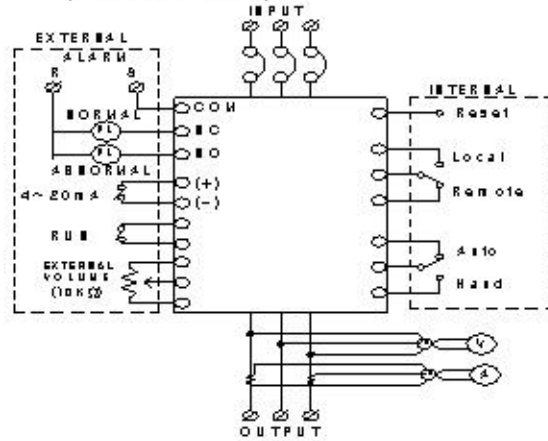 INPUT
EXTERNAL
ALARM
R S
COM
NORMAL
NC
ABNORMAL
NO
4~20mA
(+)
(-)
RUN
EXTERNAL
VOLUME
(10KΩ)
INTERNAL
Reset
Local
Remote
Auto
Hand
V
A
OUTPUT